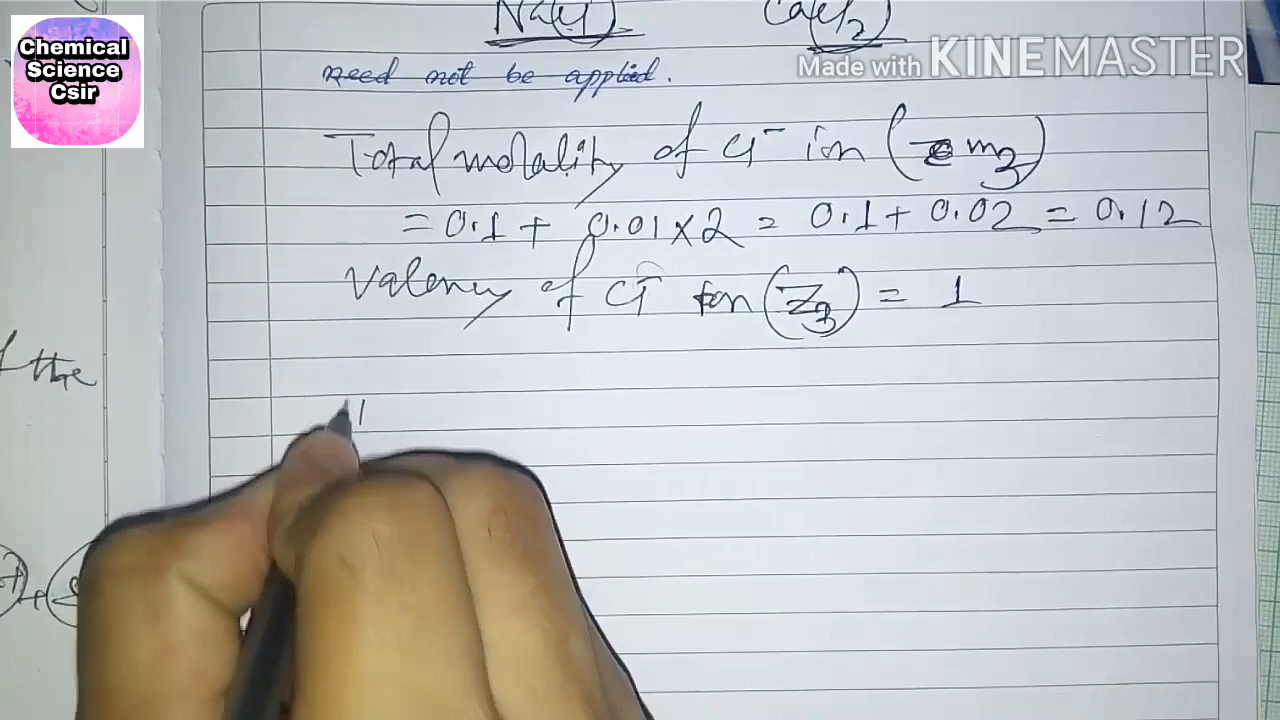 Chemical
Science
Csir
Made with KINEMASTER
NaCl) CaCl2)
need not be applied.
Total molality of Cl⁻ ion (m3)
= 0.1 + 0.01×2 = 0.1 + 0.02 = 0.12
Valency of Cl⁻ ion (Z3) = 1
the